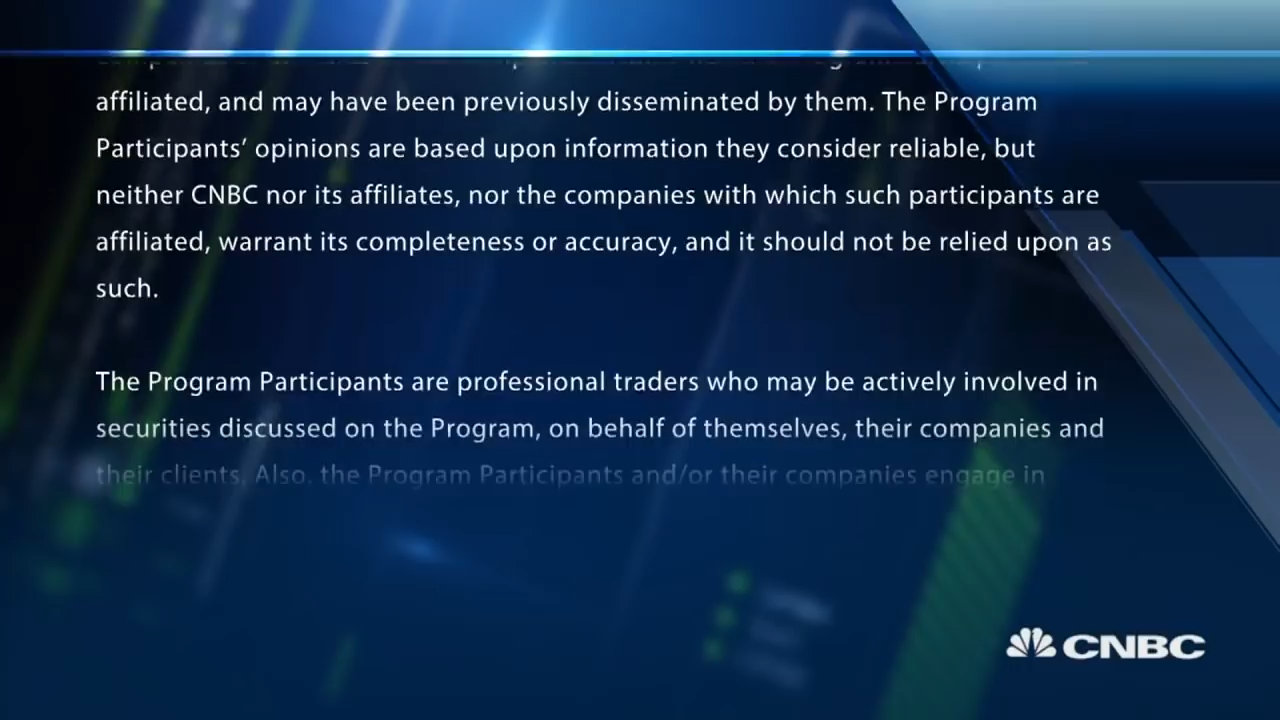 affiliated, and may have been previously disseminated by them. The Program
Participants’ opinions are based upon information they consider reliable, but
neither CNBC nor its affiliates, nor the companies with which such participants are
affiliated, warrant its completeness or accuracy, and it should not be relied upon as
such.
The Program Participants are professional traders who may be actively involved in
securities discussed on the Program, on behalf of themselves, their companies and
their clients. Also, the Program Participants and/or their companies engage in
CNBC